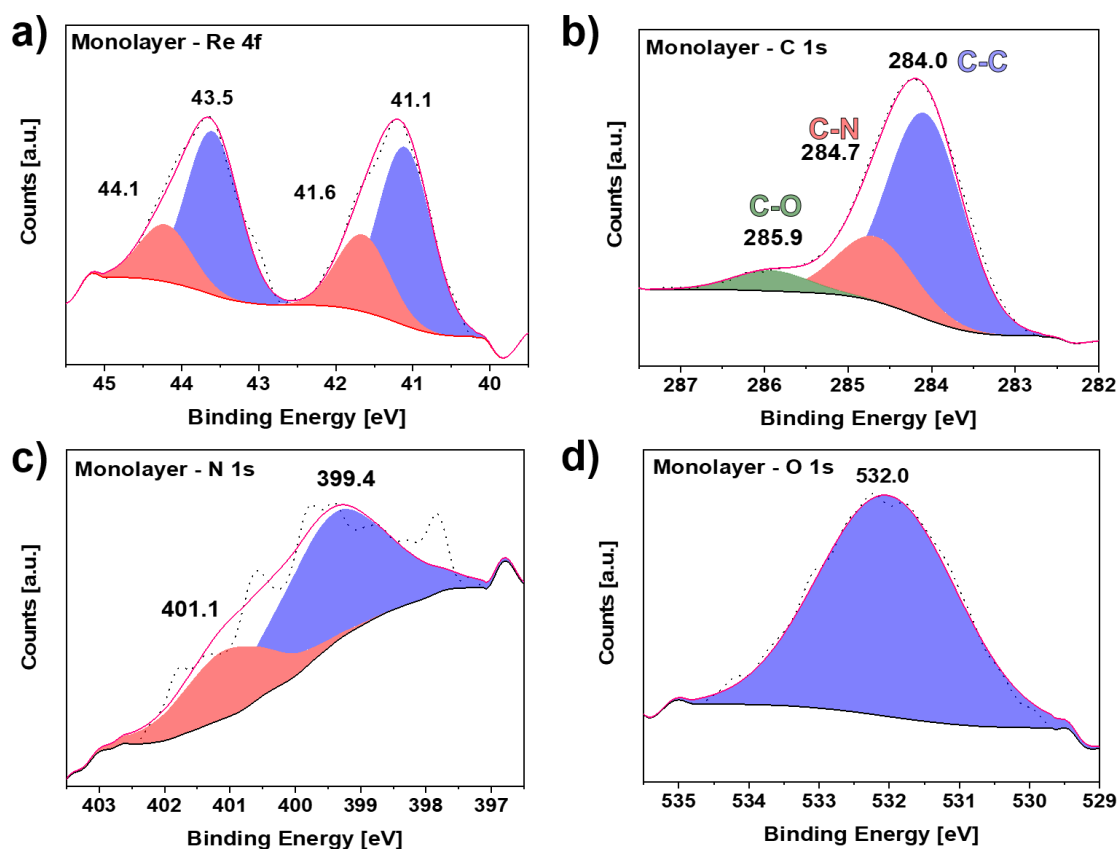 a)
Monolayer - Re 4f
43.5
41.1
44.1
41.6
Counts [a.u.]
45 44 43 42 41 40
Binding Energy [eV]
b)
Monolayer - C 1s
284.0 C-C
C-N
284.7
C-O
285.9
Counts [a.u.]
287 286 285 284 283 282
Binding Energy [eV]
c)
Monolayer - N 1s
399.4
401.1
Counts [a.u.]
403 402 401 400 399 398 397
Binding Energy [eV]
d)
Monolayer - O 1s
532.0
Counts [a.u.]
535 534 533 532 531 530 529
Binding Energy [eV]